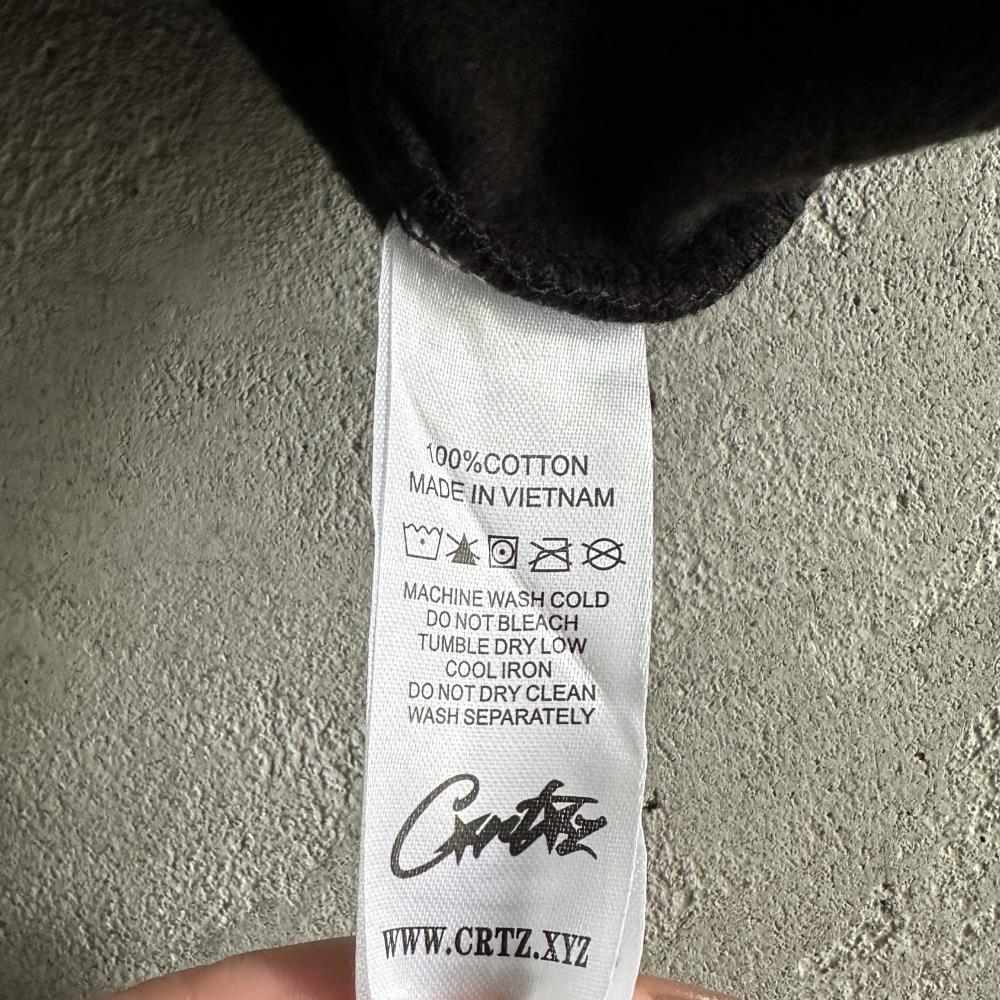 100%COTTON
MADE IN VIETNAM
MACHINE WASH COLD
DO NOT BLEACH
TUMBLE DRY LOW
COOL IRON
DO NOT DRY CLEAN
WASH SEPARATELY
Crtz
WWW.CRTZ.XYZ